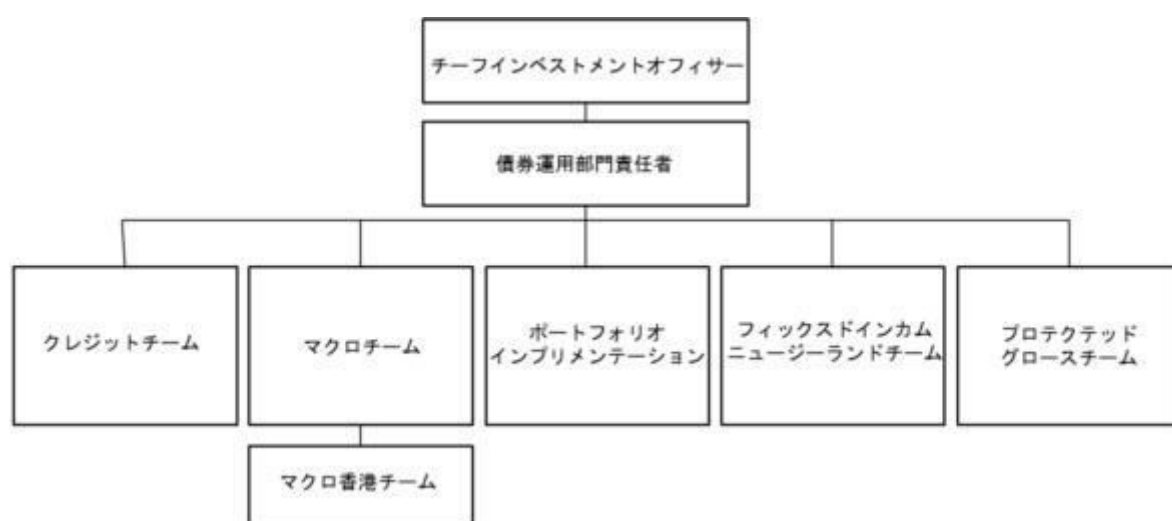 チーフインベストメントオフィサー
債券運用部門責任者
クレジットチーム
マクロチーム
ポートフォリオ
インプリメンテーション
フィックスドインカム
ニュージーランドチーム
プロテクテッド
グロースチーム
マクロ香港チーム